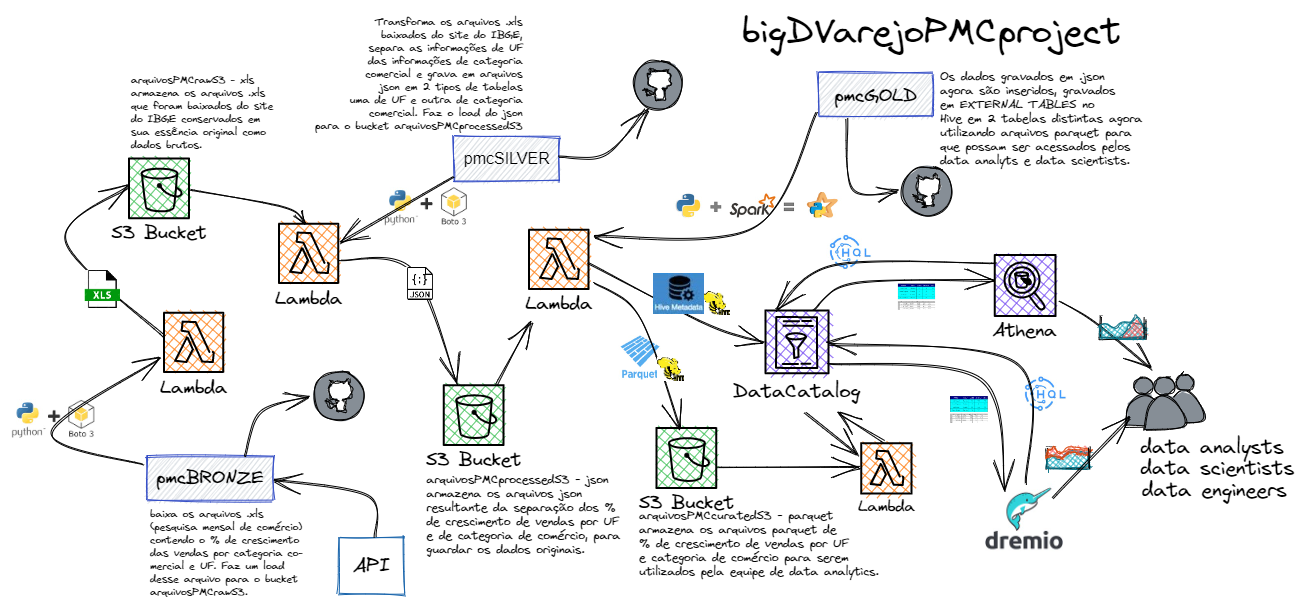 bigDVarejoPMCproject
Transforma os arquivos .xls
baixados do site do IBGE,
separa as informações de UF
das informações de categoria
comercial e grava em arquivos
json em 2 tipos de tabelas
uma de UF e outra de categoria
comercial. Faz o load do json
para o bucket arquivosPMCprocessedS3
arquivosPMCrawS3 - xls
armazena os arquivos .xls
que foram baixados do site
do IBGE conservados em
sua essência original como
dados brutos.
S3 Bucket
pmcSILVER
python
+
Boto 3
Lambda
pmcGOLD
Os dados gravados em .json
agora são inseridos, gravados
em EXTERNAL TABLES no
Hive em 2 tabelas distintas agora
utilizando arquivos parquet para
que possam ser acessados pelos
data analyts e data scientists.
+
Spark
=
Lambda
{;}
JSON
XLS
Lambda
Hive Metadata
HIVE
Parquet
HIVE
HQL
Athena
DataCatalog
HQL
python
+
Boto 3
pmcBRONZE
baixa os arquivos .xls
(pesquisa mensal de comércio)
contendo o % de crescimento
das vendas por categoria co-
mercial e UF. Faz um load
desse arquivo para o bucket
arquivosPMCrawS3.
API
S3 Bucket
arquivosPMCprocessedS3 - json
armazena os arquivos json
resultante da separação dos %
de crescimento de vendas por UF
e de categoria de comércio, para
guardar os dados originais.
S3 Bucket
arquivosPMCcuratedS3 - parquet
armazena os arquivos parquet de
% de crescimento de vendas por UF
e categoria de comércio para serem
utilizados pela equipe de data analytics.
Lambda
dremio
data analysts
data scientists
data engineers